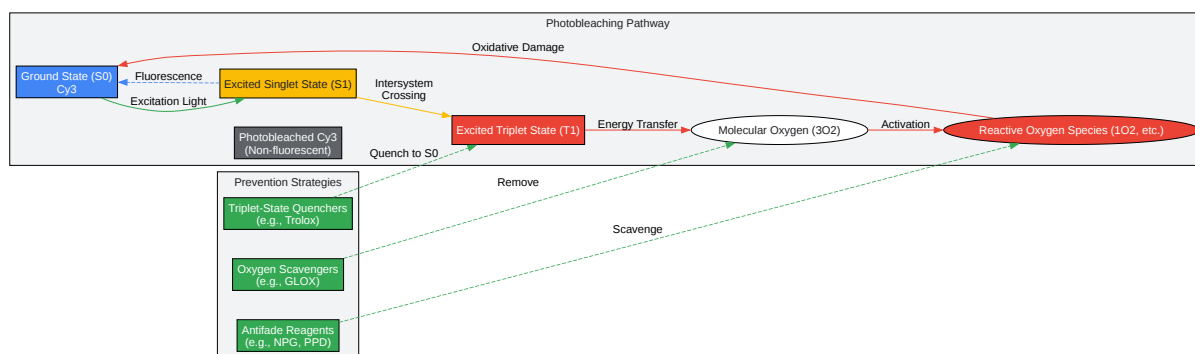 Photobleaching Pathway
Oxidative Damage
Ground State (S0)
Cy3
Fluorescence
Excitation Light
Excited Singlet State (S1)
Intersystem
Crossing
Photobleached Cy3
(Non-fluorescent)
Excited Triplet State (T1)
Energy Transfer
Molecular Oxygen (3O2)
Activation
Reactive Oxygen Species (1O2, etc.)
Quench to S0
Remove
Scavenge
Prevention Strategies
Triplet-State Quenchers
(e.g., Trolox)
Oxygen Scavengers
(e.g., GLOX)
Antifade Reagents
(e.g., NPG, PPD)